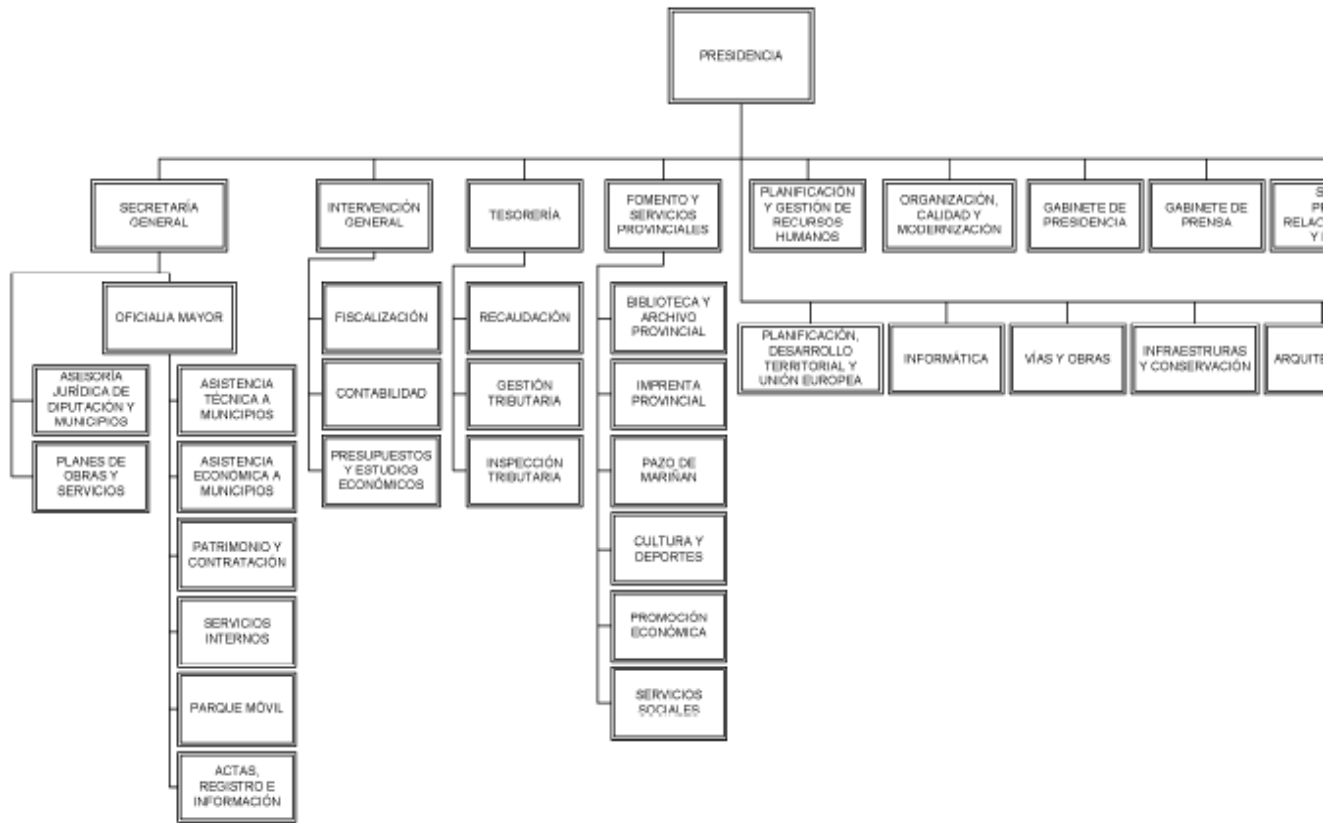 PRESIDENCIA
SECRETARÍA
GENERAL
INTERVENCIÓN
GENERAL
TESORERÍA
FOMENTO Y
SERVICIOS
PROVINCIALES
PLANIFICACIÓN
Y GESTIÓN DE
RECURSOS
HUMANOS
ORGANIZACIÓN,
CALIDAD Y
MODERNIZACIÓN
GABINETE DE
PRESIDENCIA
GABINETE DE
PRENSA
OFICIALIA MAYOR
ASESORÍA
JURÍDICA DE
DIPUTACIÓN Y
MUNICIPIOS
PLANES DE
OBRAS Y
SERVICIOS
ASISTENCIA
TÉCNICA A
MUNICIPIOS
ASISTENCIA
ECONÓMICA A
MUNICIPIOS
PATRIMONIO Y
CONTRATACIÓN
SERVICIOS
INTERNOS
PARQUE MÓVIL
ACTAS,
REGISTRO E
INFORMACIÓN
FISCALIZACIÓN
CONTABILIDAD
PRESUPUESTOS
Y ESTUDIOS
ECONÓMICOS
RECAUDACIÓN
GESTIÓN
TRIBUTARIA
INSPECCIÓN
TRIBUTARIA
BIBLIOTECA Y
ARCHIVO
PROVINCIAL
IMPRENTA
PROVINCIAL
PAZO DE
MARIÑAN
CULTURA Y
DEPORTES
PROMOCIÓN
ECONÓMICA
SERVICIOS
SOCIALES
PLANIFICACIÓN,
DESARROLLO
TERRITORIAL Y
UNIÓN EUROPEA
INFORMÁTICA
VÍAS Y OBRAS
INFRAESTRURAS
Y CONSERVACIÓN